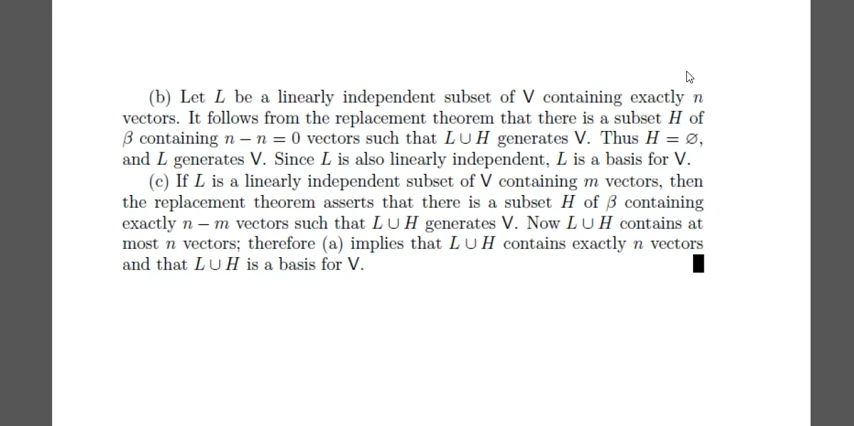 (b) Let L be a linearly independent subset of V containing exactly n
vectors. It follows from the replacement theorem that there is a subset H of
β containing n − n = 0 vectors such that L ∪ H generates V. Thus H = ∅,
and L generates V. Since L is also linearly independent, L is a basis for V.
(c) If L is a linearly independent subset of V containing m vectors, then
the replacement theorem asserts that there is a subset H of β containing
exactly n − m vectors such that L ∪ H generates V. Now L ∪ H contains at
most n vectors; therefore (a) implies that L ∪ H contains exactly n vectors
and that L ∪ H is a basis for V.